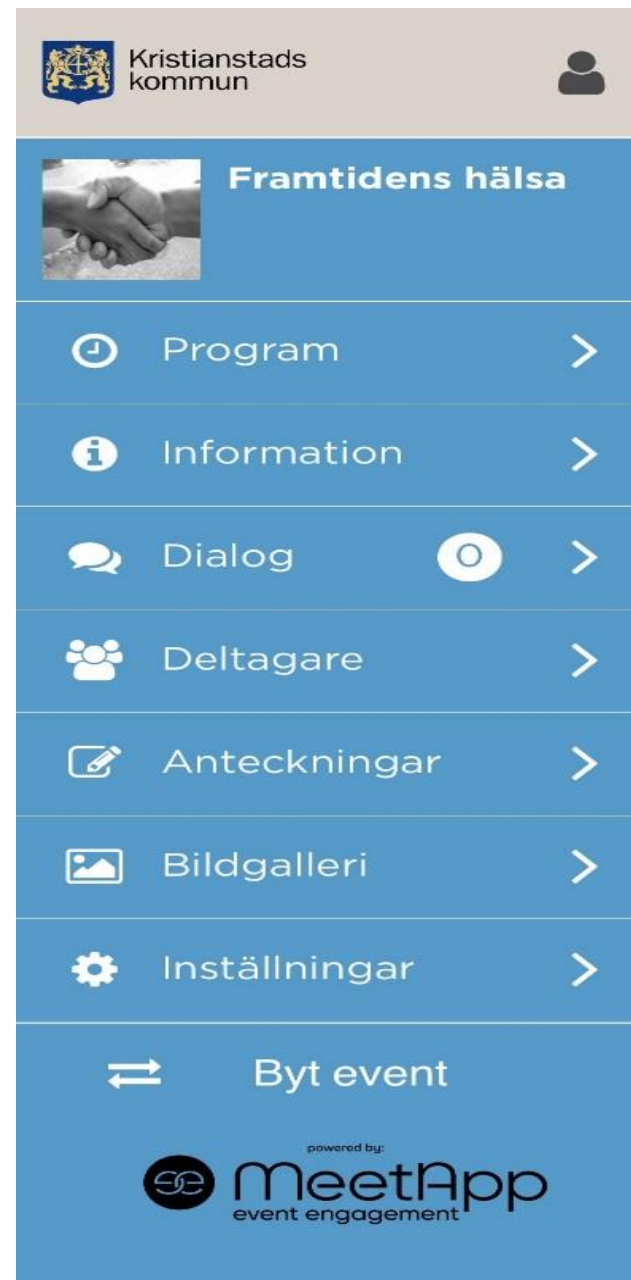 Kristianstads
kommun
Framtidens hälsa
Program
Information
Dialog
0
Deltagare
Anteckningar
Bildgalleri
Inställningar
Byt event
powered by:
MeetApp
event engagement